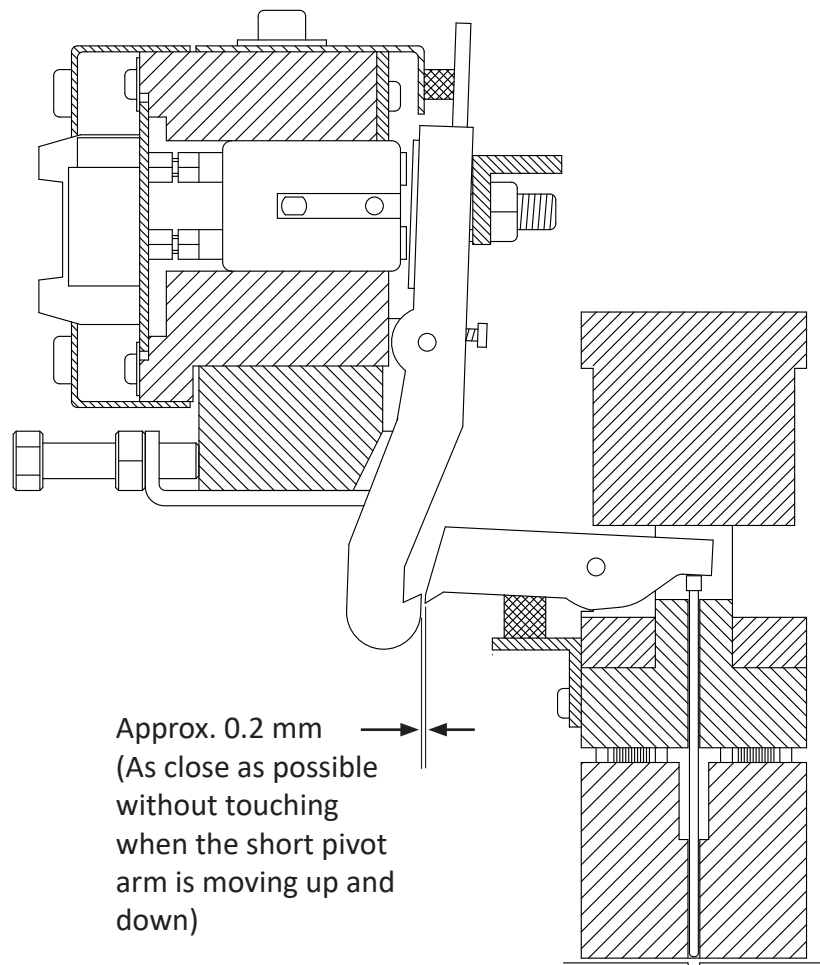 Approx. 0.2 mm
(As close as possible
without touching
when the short pivot
arm is moving up and
down)